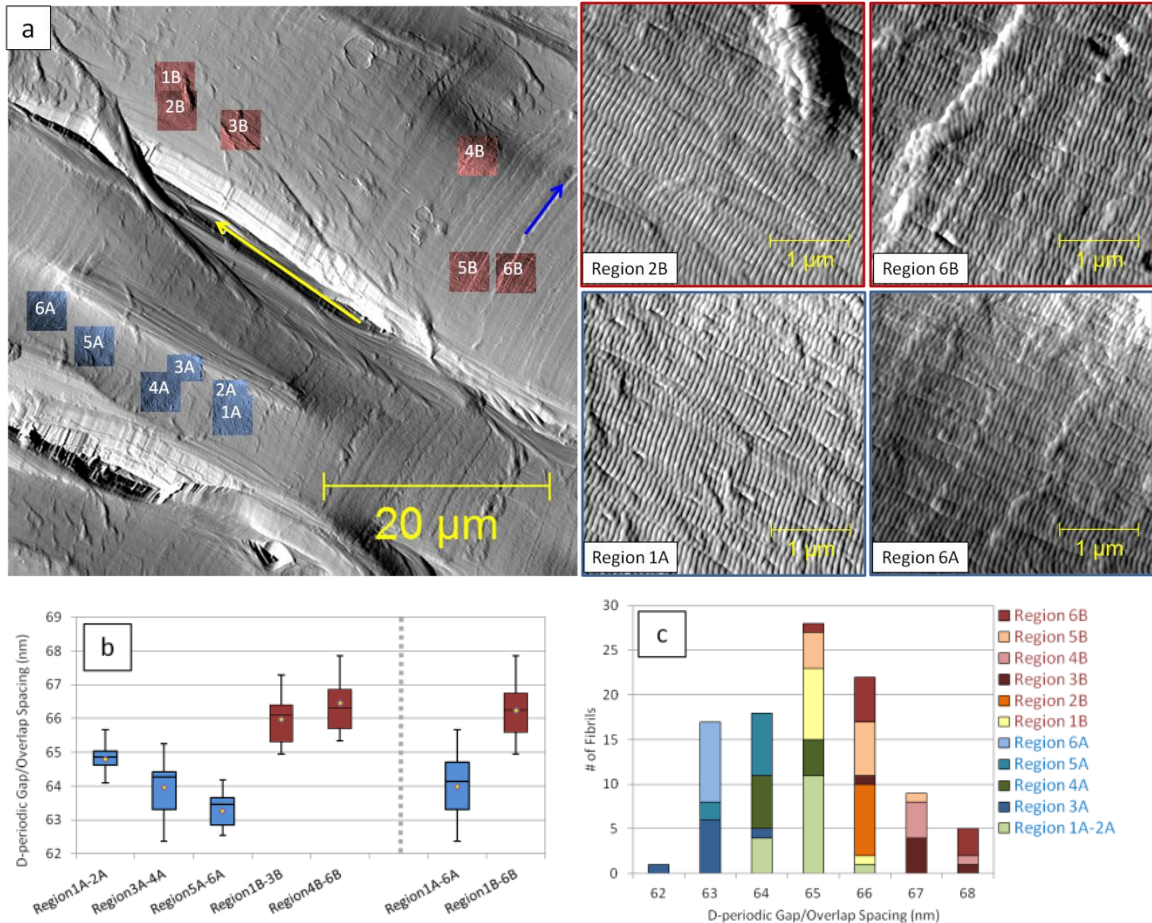 a
1B
2B
3B
4B
5B
6B
6A
5A
4A
3A
2A
1A
20 µm
Region 2B
1 µm
Region 6B
1 µm
Region 1A
1 µm
Region 6A
1 µm
b
D-periodic Gap/Overlap Spacing (nm)
69
68
67
66
65
64
63
62
Region1A-2A
Region3A-4A
Region5A-6A
Region1B-3B
Region4B-6B
Region1A-6A
Region1B-6B
c
# of Fibrils
30
25
20
15
10
5
0
62 63 64 65 66 67 68
D-periodic Gap/Overlap Spacing (nm)
Region 6B
Region 5B
Region 4B
Region 3B
Region 2B
Region 1B
Region 6A
Region 5A
Region 4A
Region 3A
Region 1A-2A